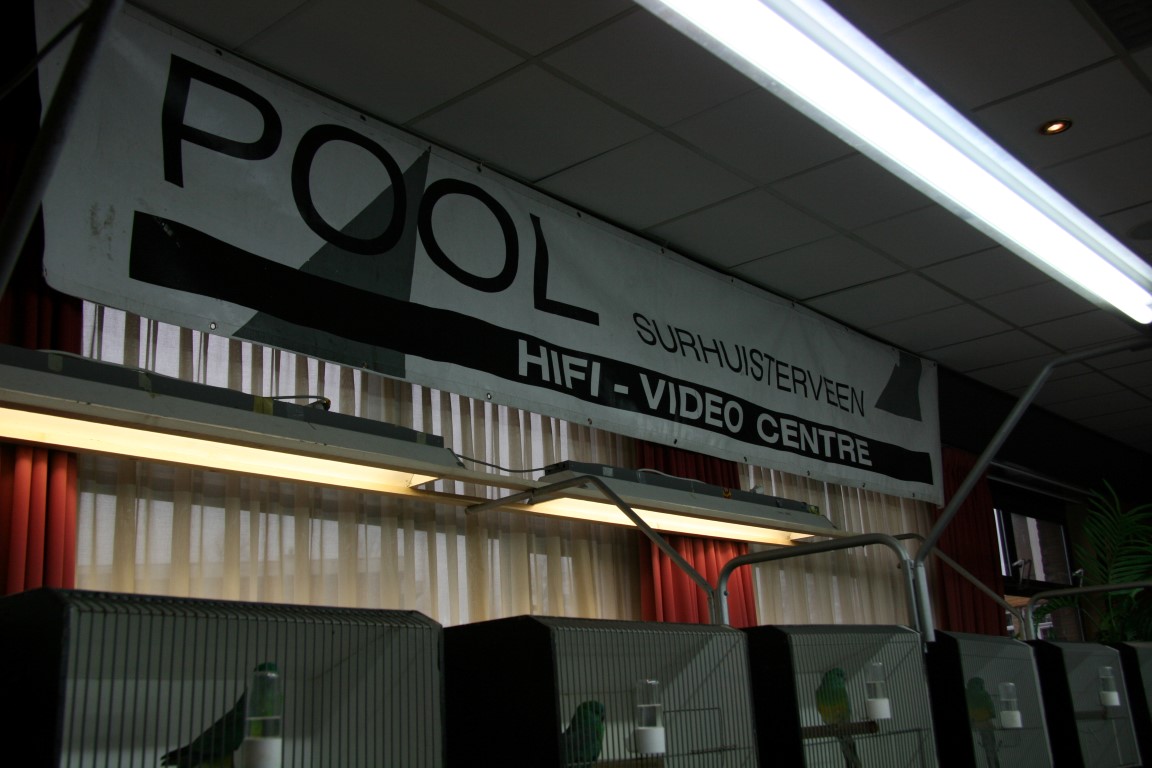 POOL
SURHUISTERVEEN
HIFI - VIDEO CENTRE